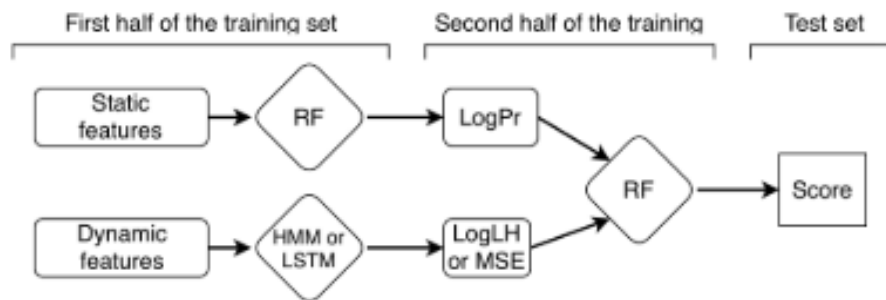 First half of the training set
Second half of the training
Test set
Static
features
RF
LogPr
RF
Score
Dynamic
features
HMM or
LSTM
LogLH
or MSE